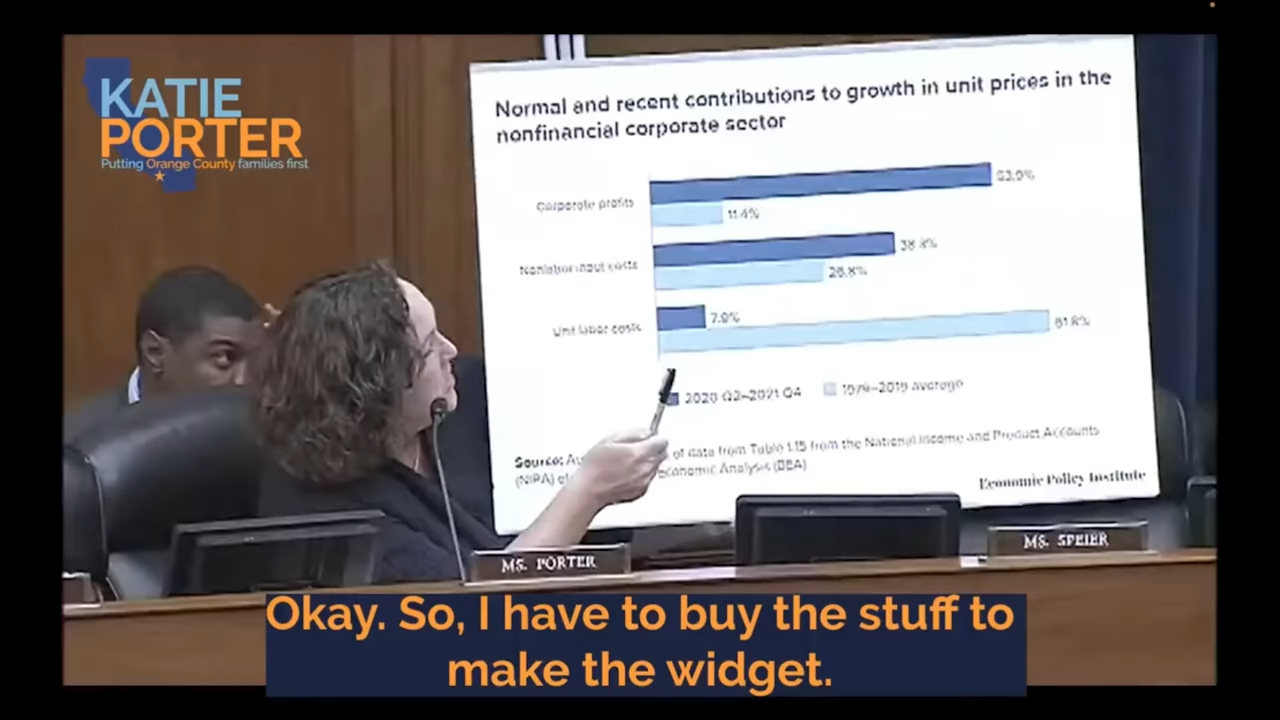 KATIE
PORTER
Putting Orange County families first
Normal and recent contributions to growth in unit prices in the
nonfinancial corporate sector
Corporate profits
11.4%
Nonlabor input costs
38.3%
26.8%
Unit labor costs
7.9%
61.8%
2020 Q2–2021 Q4
1979–2019 average
Source: of data from Table 1.15 from the National Income and Product Accounts
(NIPA) Economic Analysis (BEA)
Economic Policy Institute
MS. PORTER
MS. SPEIER
Okay. So, I have to buy the stuff to
make the widget.